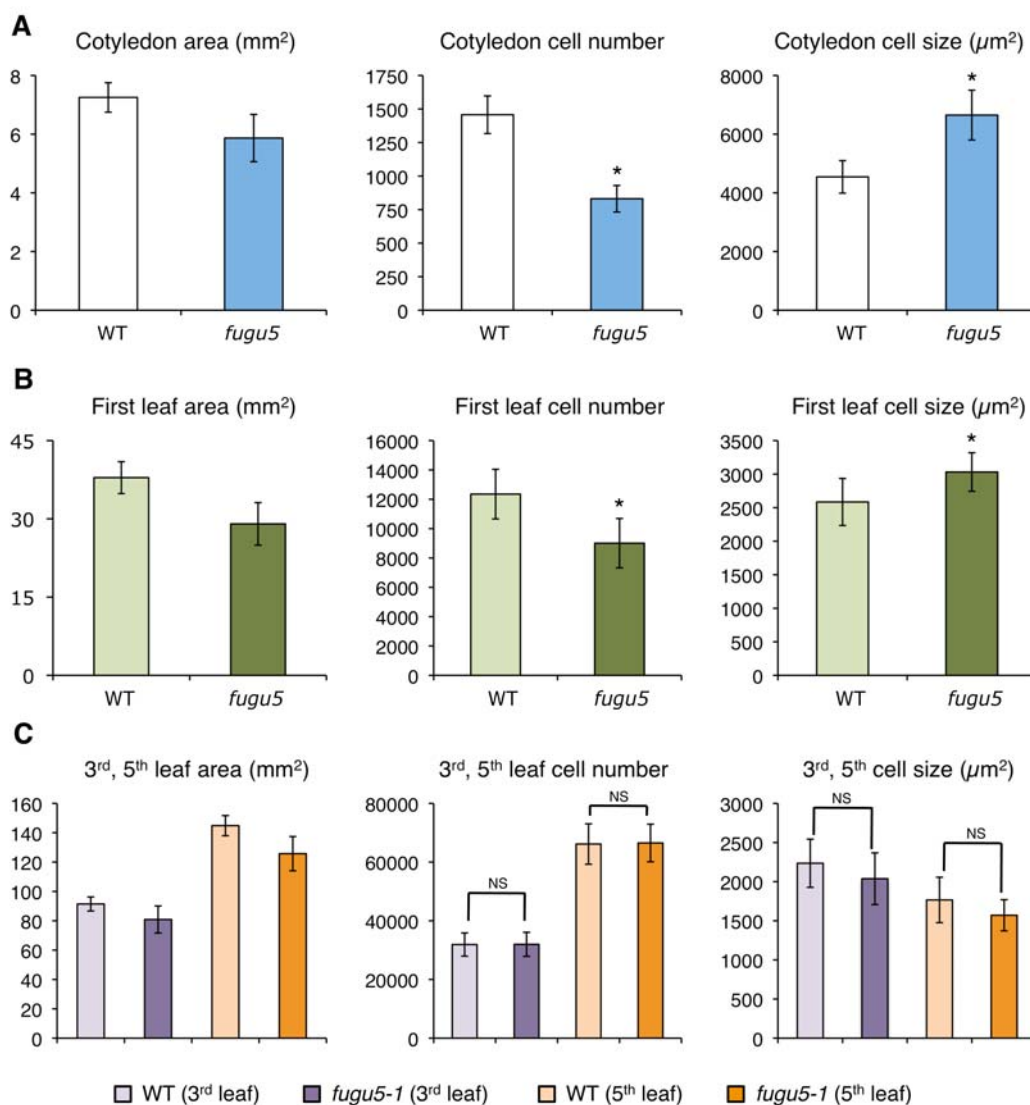 A
Cotyledon area (mm²)
Cotyledon cell number
Cotyledon cell size (µm²)
8
6
4
2
0
WT
fugu5
1750
1500
1250
1000
750
500
250
0
*
WT
fugu5
8000
6000
4000
2000
0
*
WT
fugu5
B
First leaf area (mm²)
First leaf cell number
First leaf cell size (µm²)
45
30
15
0
WT
fugu5
14000
12000
10000
8000
6000
4000
2000
0
*
WT
fugu5
3500
3000
2500
2000
1500
1000
500
0
*
WT
fugu5
C
3rd, 5th leaf area (mm²)
3rd, 5th leaf cell number
3rd, 5th cell size (µm²)
160
140
120
100
80
60
40
20
0
80000
60000
40000
20000
0
NS
NS
3000
2500
2000
1500
1000
500
0
NS
NS
WT (3rd leaf)
fugu5-1 (3rd leaf)
WT (5th leaf)
fugu5-1 (5th leaf)